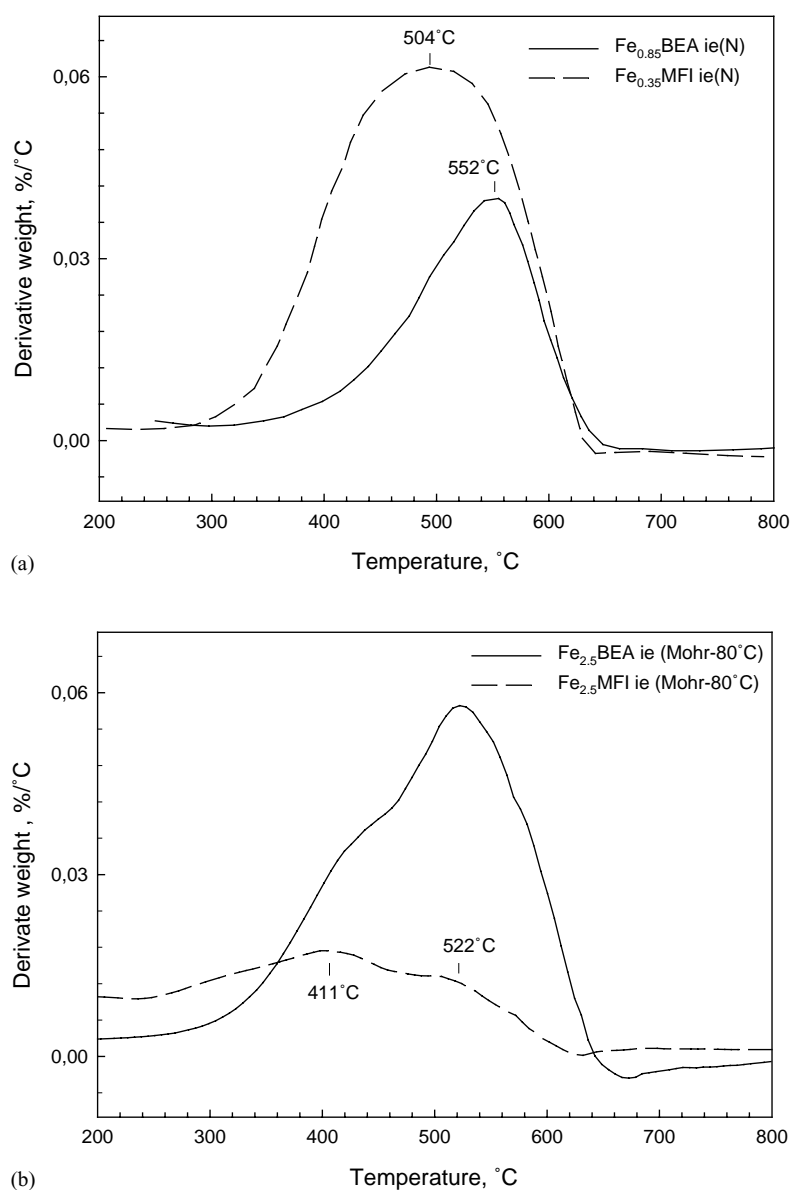 504˚C
Fe0.85BEA ie(N)
Fe0.35MFI ie(N)
0,06
552˚C
0,03
0,00
Derivative weight, %/˚C
200 300 400 500 600 700 800
(a)
Temperature, ˚C
Fe2.5BEA ie (Mohr-80˚C)
Fe2.5MFI ie (Mohr-80˚C)
0,06
0,03
522˚C
411˚C
0,00
Derivate weight , %/˚C
200 300 400 500 600 700 800
(b)
Temperature, ˚C